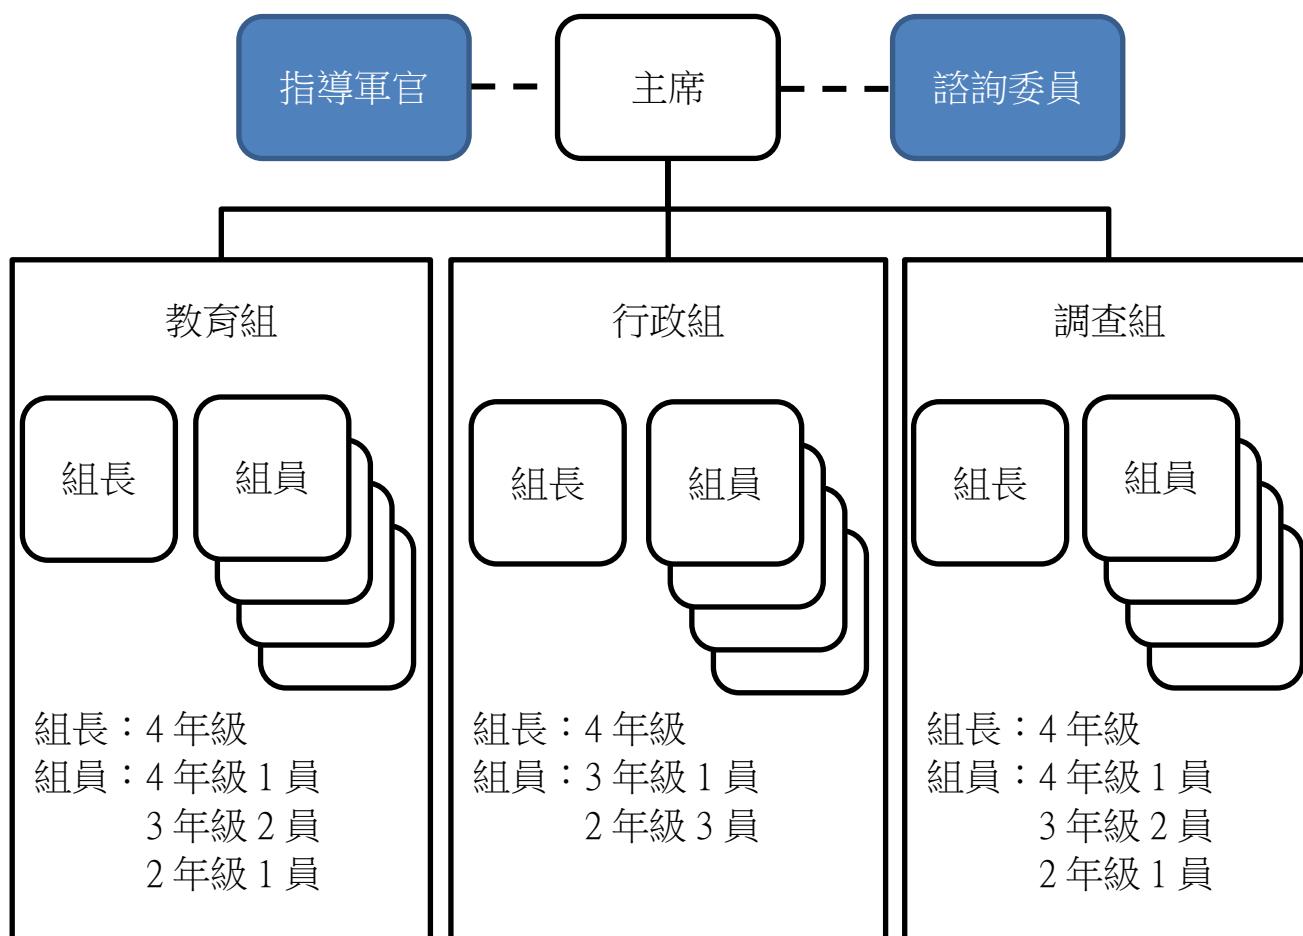 指導軍官
主席
諮詢委員
教育組
行政組
調查組
組長
組員
組長
組員
組長
組員
組長：4 年級
組員：4 年級 1 員
3 年級 2 員
2 年級 1 員
組長：4 年級
組員：3 年級 1 員
2 年級 3 員
組長：4 年級
組員：4 年級 1 員
3 年級 2 員
2 年級 1 員